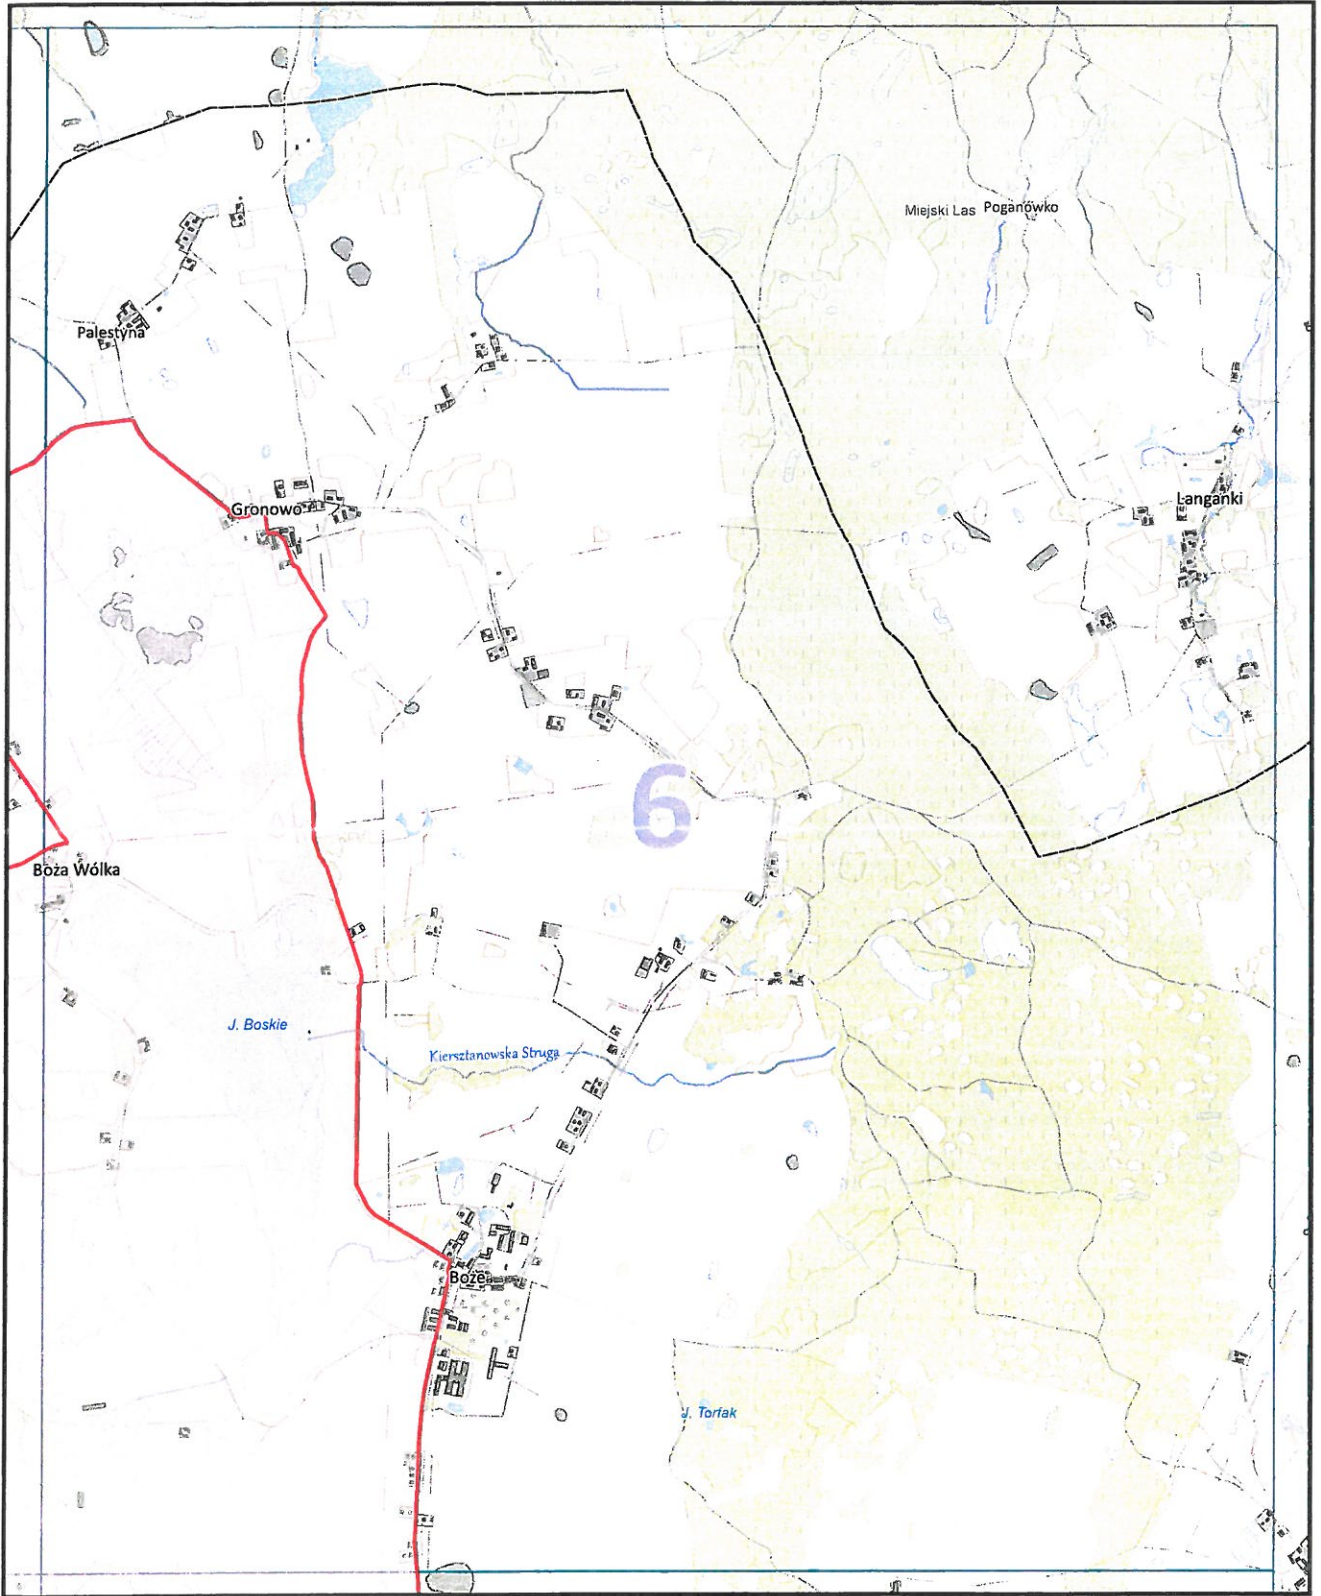 Miejski Las Poganówko
Palestyna
Langanki
Gronowo
6
Boża Wólka
J. Boskie
Kiersztanowska Struga
Boże
J. Torfak